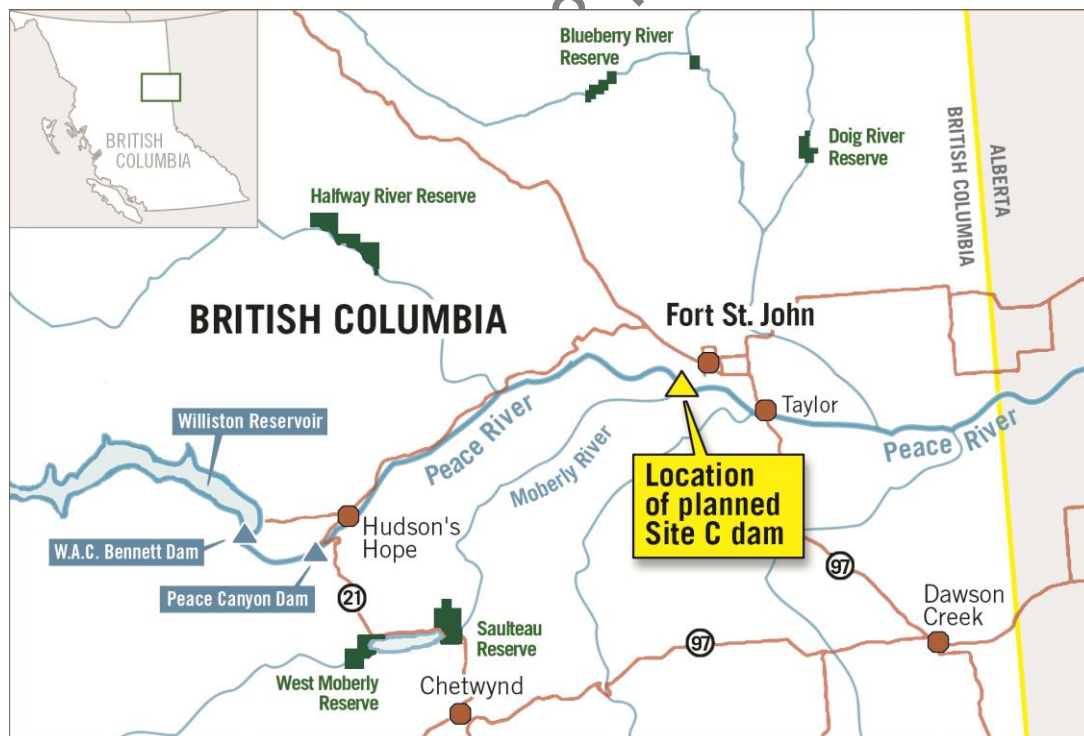 Blueberry River
Reserve
BRITISH
COLUMBIA
Doig River
Reserve
BRITISH COLUMBIA
ALBERTA
Halfway River Reserve
BRITISH COLUMBIA
Fort St. John
Williston Reservoir
Peace River
Taylor
Peace River
Moberly River
Location
of planned
Site C dam
Hudson's
Hope
W.A.C. Bennett Dam
Peace Canyon Dam
97
21
Dawson
Creek
Saulteau
Reserve
97
West Moberly
Reserve
Chetwynd